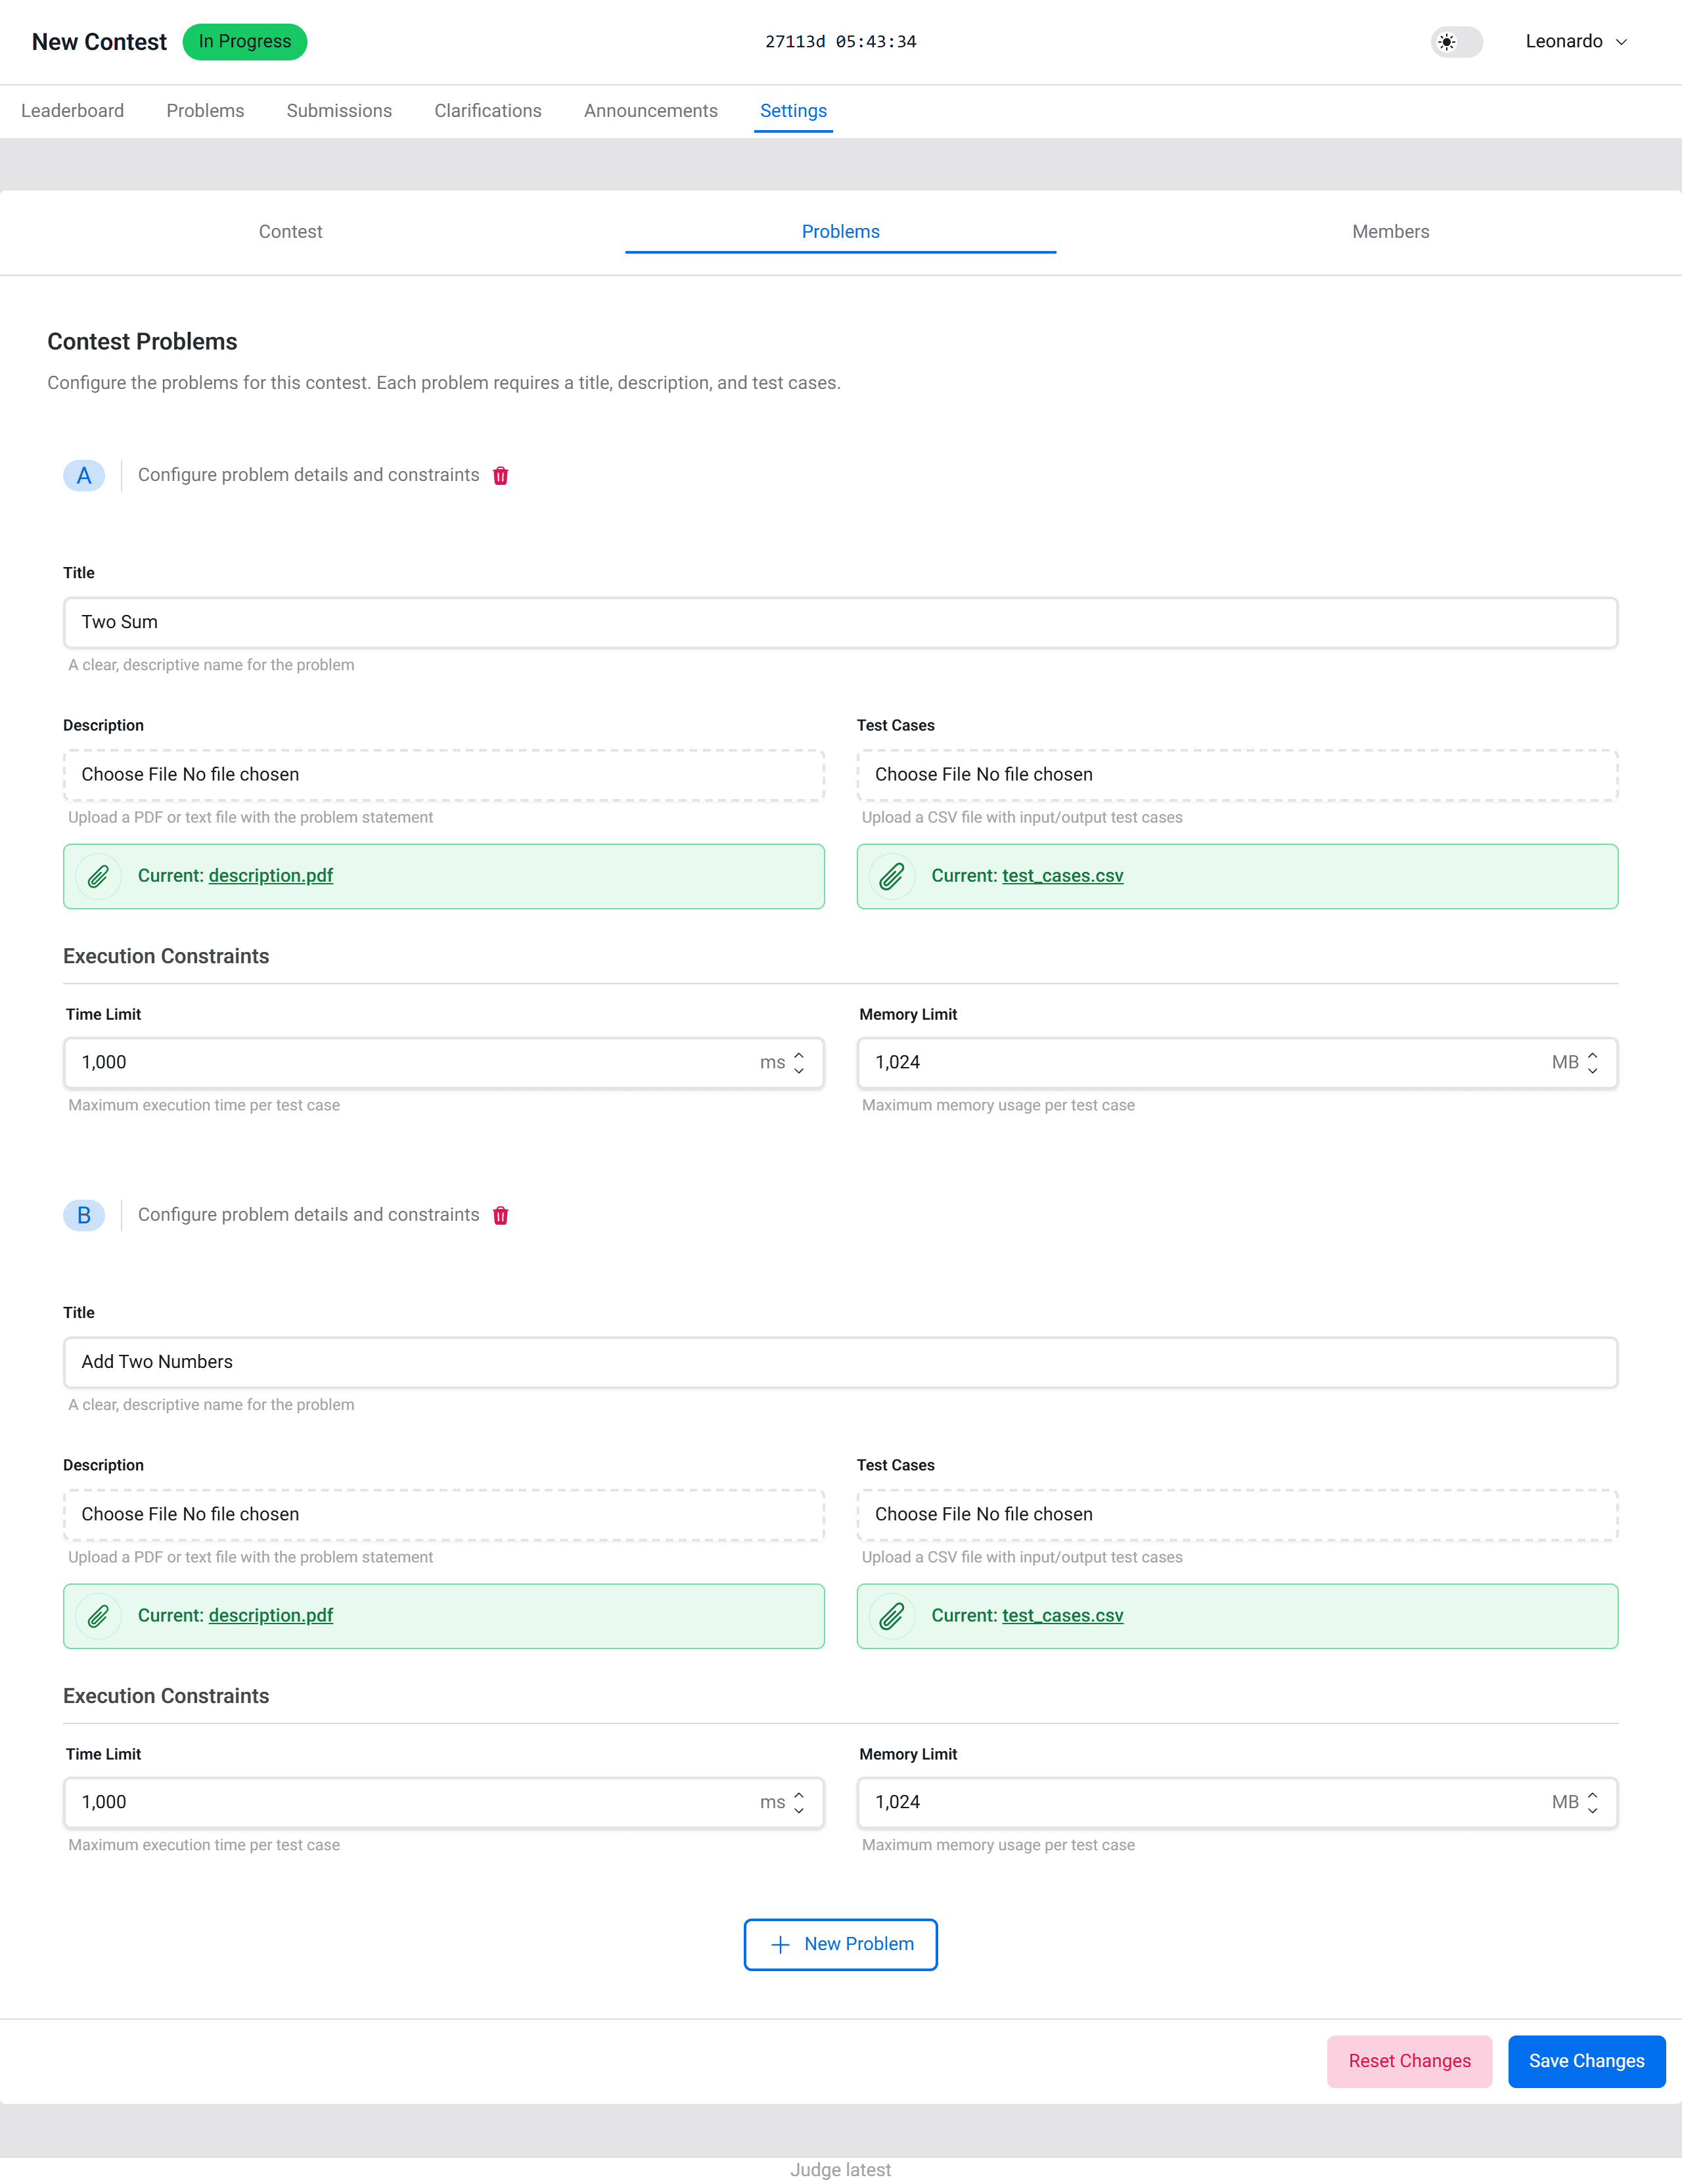 New Contest In Progress 27113d 05:43:34 Leonardo
Leaderboard Problems Submissions Clarifications Announcements Settings
Contest Problems Members
Contest Problems
Configure the problems for this contest. Each problem requires a title, description, and test cases.
A Configure problem details and constraints
Title
Two Sum
A clear, descriptive name for the problem
Description Test Cases
Choose File No file chosen Choose File No file chosen
Upload a PDF or text file with the problem statement Upload a CSV file with input/output test cases
Current: description.pdf Current: test_cases.csv
Execution Constraints
Time Limit Memory Limit
1,000 ms 1,024 MB
Maximum execution time per test case Maximum memory usage per test case
B Configure problem details and constraints
Title
Add Two Numbers
A clear, descriptive name for the problem
Description Test Cases
Choose File No file chosen Choose File No file chosen
Upload a PDF or text file with the problem statement Upload a CSV file with input/output test cases
Current: description.pdf Current: test_cases.csv
Execution Constraints
Time Limit Memory Limit
1,000 ms 1,024 MB
Maximum execution time per test case Maximum memory usage per test case
New Problem
Reset Changes Save Changes
Judge latest